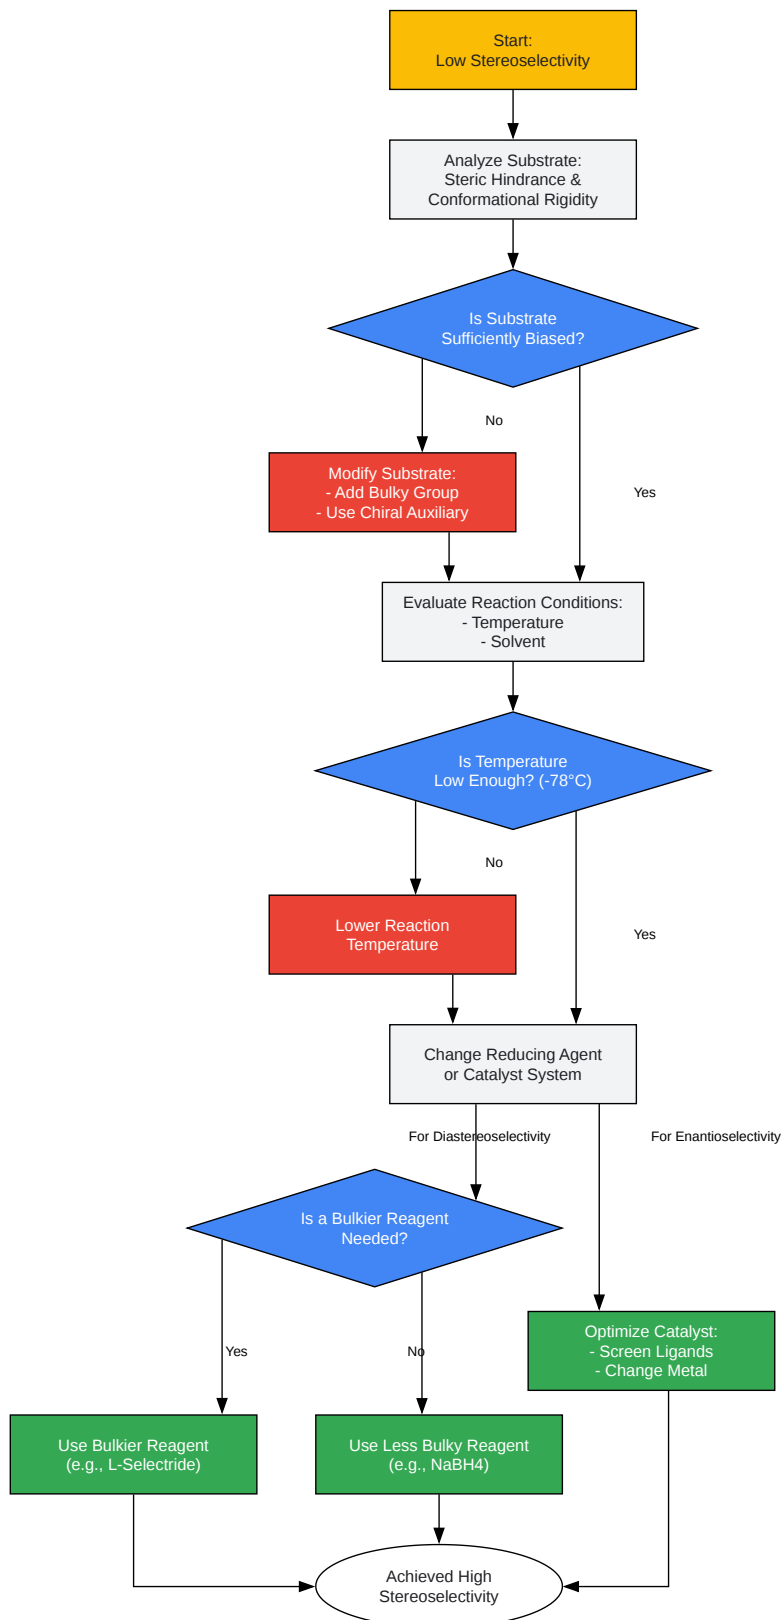 Start:
Low Stereoselectivity
Analyze Substrate:
Steric Hindrance &
Conformational Rigidity
Is Substrate
Sufficiently Biased?
No
Modify Substrate:
- Add Bulky Group
- Use Chiral Auxiliary
Yes
Evaluate Reaction Conditions:
- Temperature
- Solvent
Is Temperature
Low Enough? (-78°C)
No
Lower Reaction
Temperature
Yes
Change Reducing Agent
or Catalyst System
For Diastereoselectivity
For Enantioselectivity
Is a Bulkier Reagent
Needed?
Yes
No
Optimize Catalyst:
- Screen Ligands
- Change Metal
Use Bulkier Reagent
(e.g., L-Selectride)
Use Less Bulky Reagent
(e.g., NaBH4)
Achieved High
Stereoselectivity